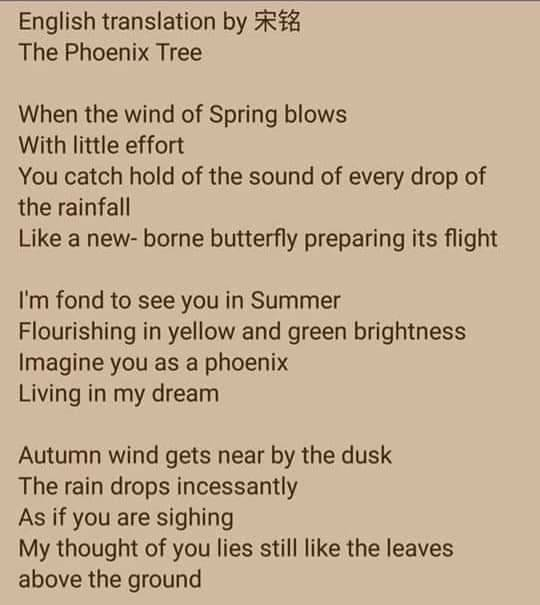 English translation by 宋铭
The Phoenix Tree
When the wind of Spring blows
With little effort
You catch hold of the sound of every drop of
the rainfall
Like a new- borne butterfly preparing its flight
I'm fond to see you in Summer
Flourishing in yellow and green brightness
Imagine you as a phoenix
Living in my dream
Autumn wind gets near by the dusk
The rain drops incessantly
As if you are sighing
My thought of you lies still like the leaves
above the ground